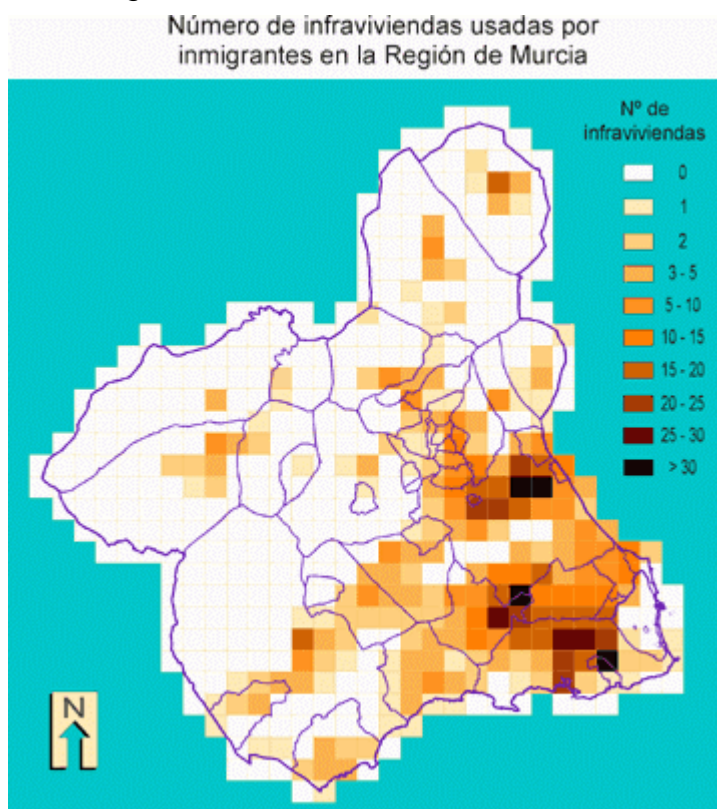 Número de infraviviendas usadas por
inmigrantes en la Región de Murcia
Nº de
infraviviendas
0
1
2
3 - 5
5 - 10
10 - 15
15 - 20
20 - 25
25 - 30
> 30
N